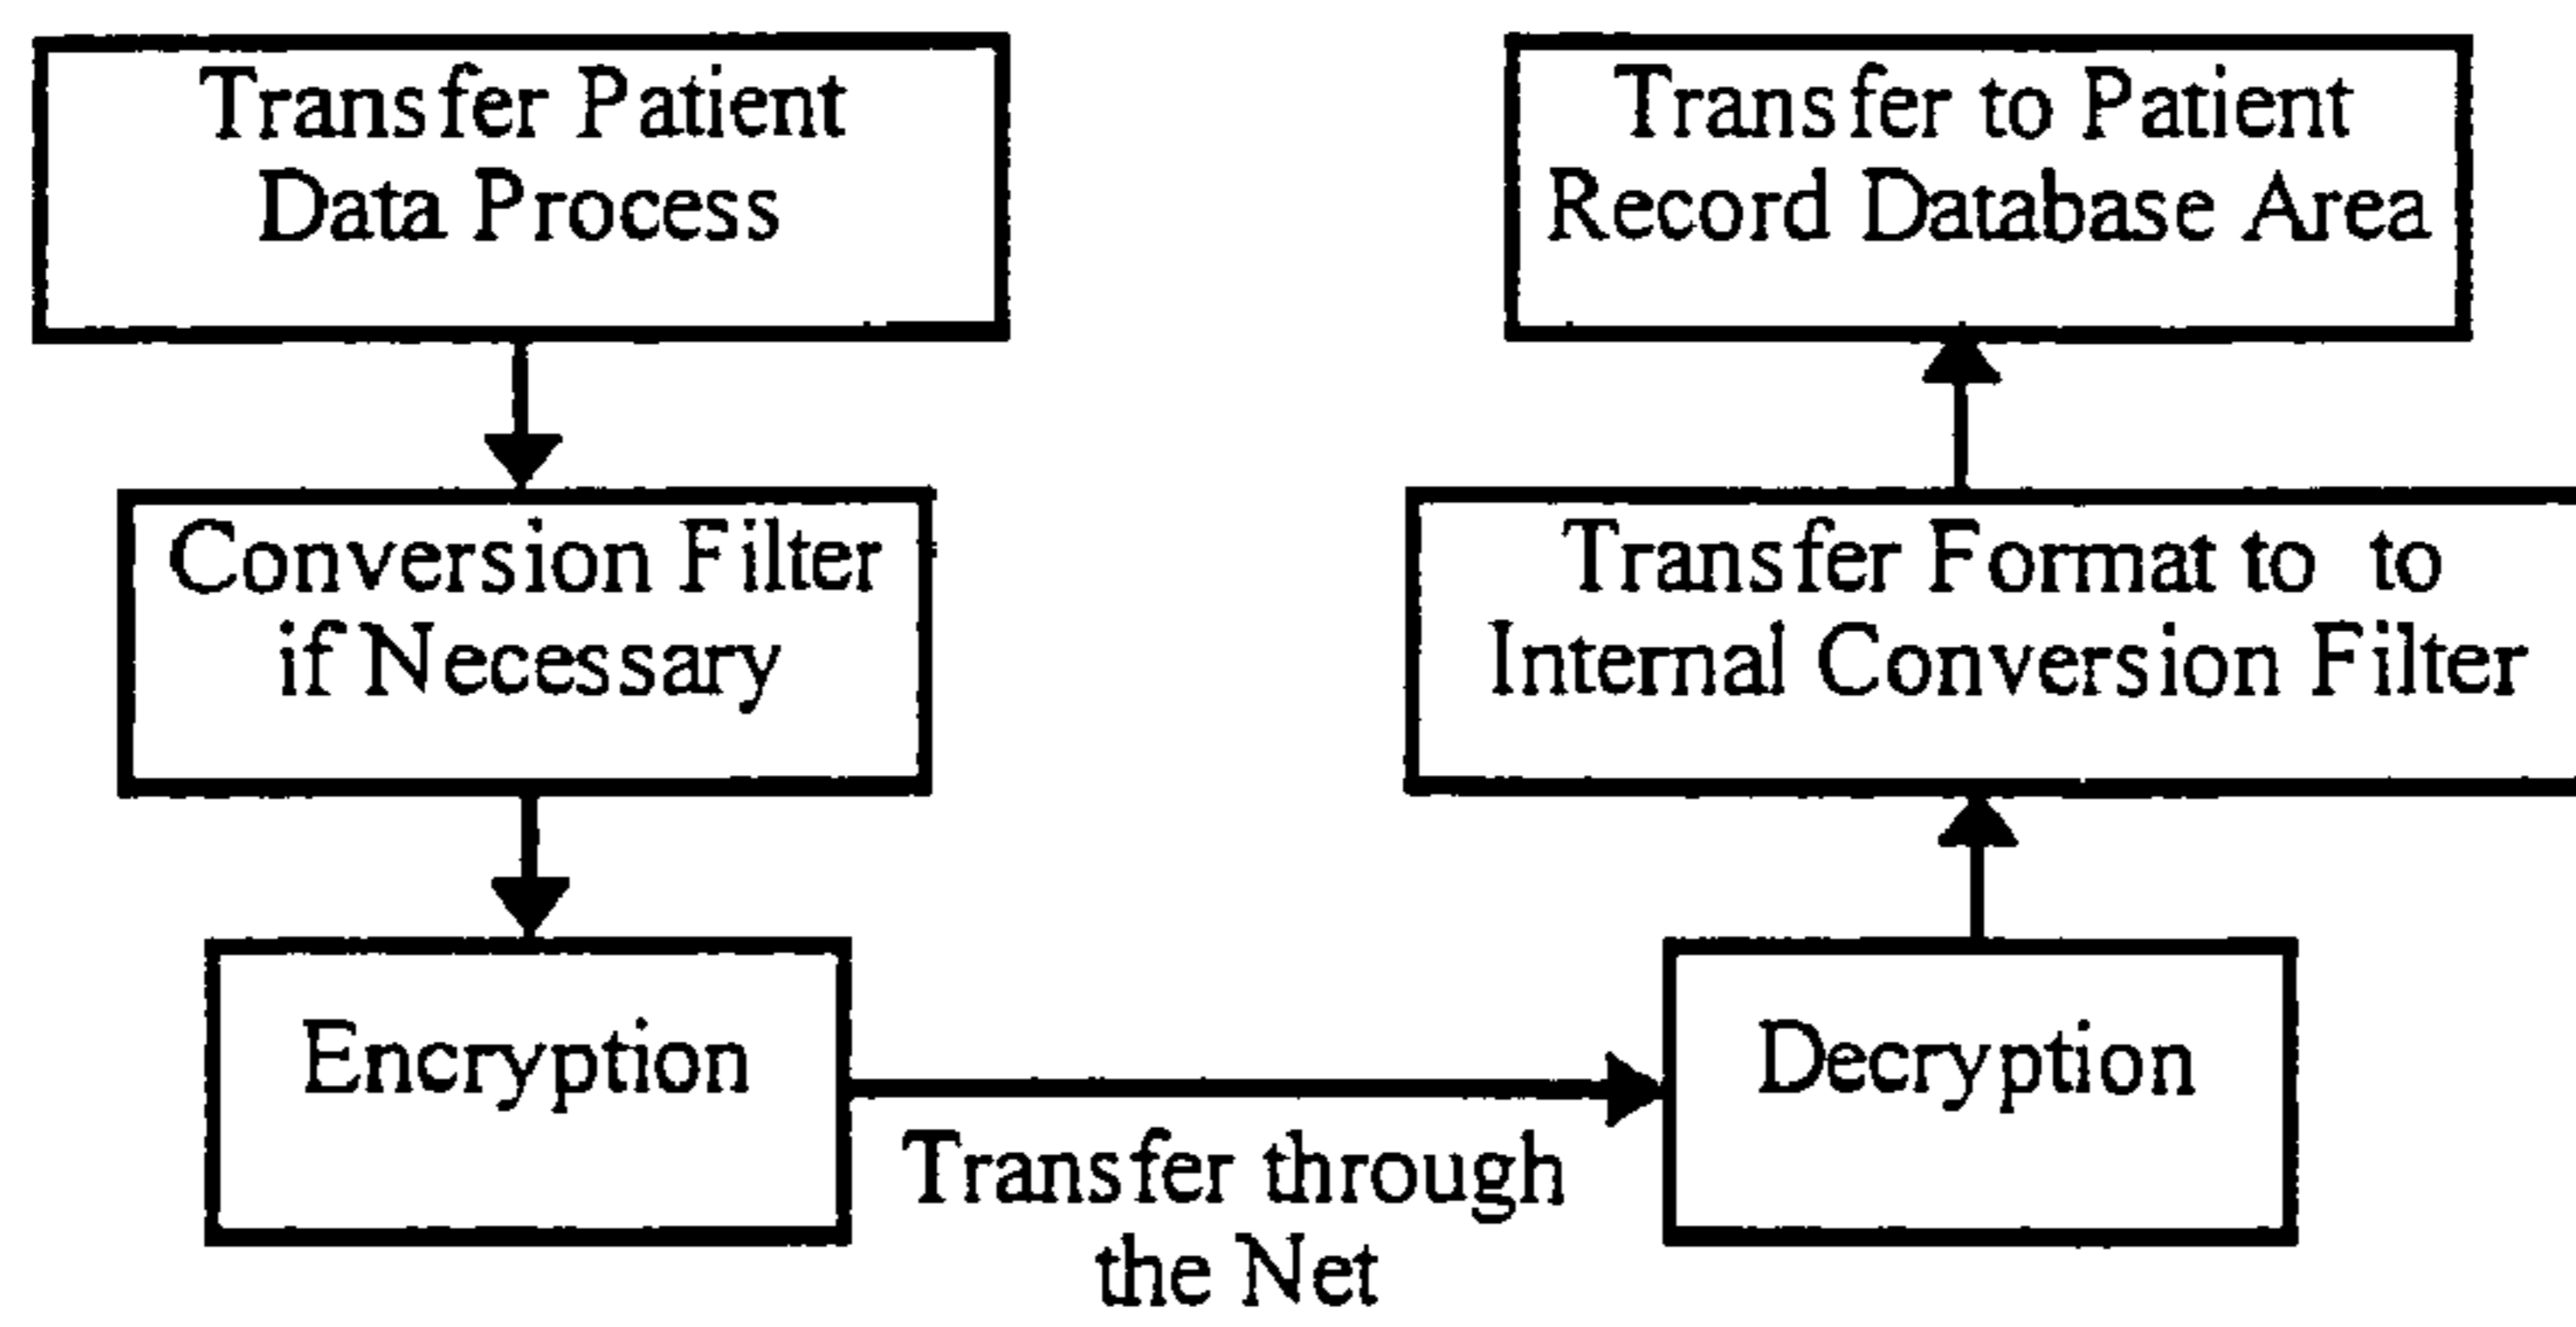 Transfer Patient
Data Process
Conversion Filter
if Necessary
Encryption
Transfer through
the Net
Decryption
Transfer Format to to
Internal Conversion Filter
Transfer to Patient
Record Database Area